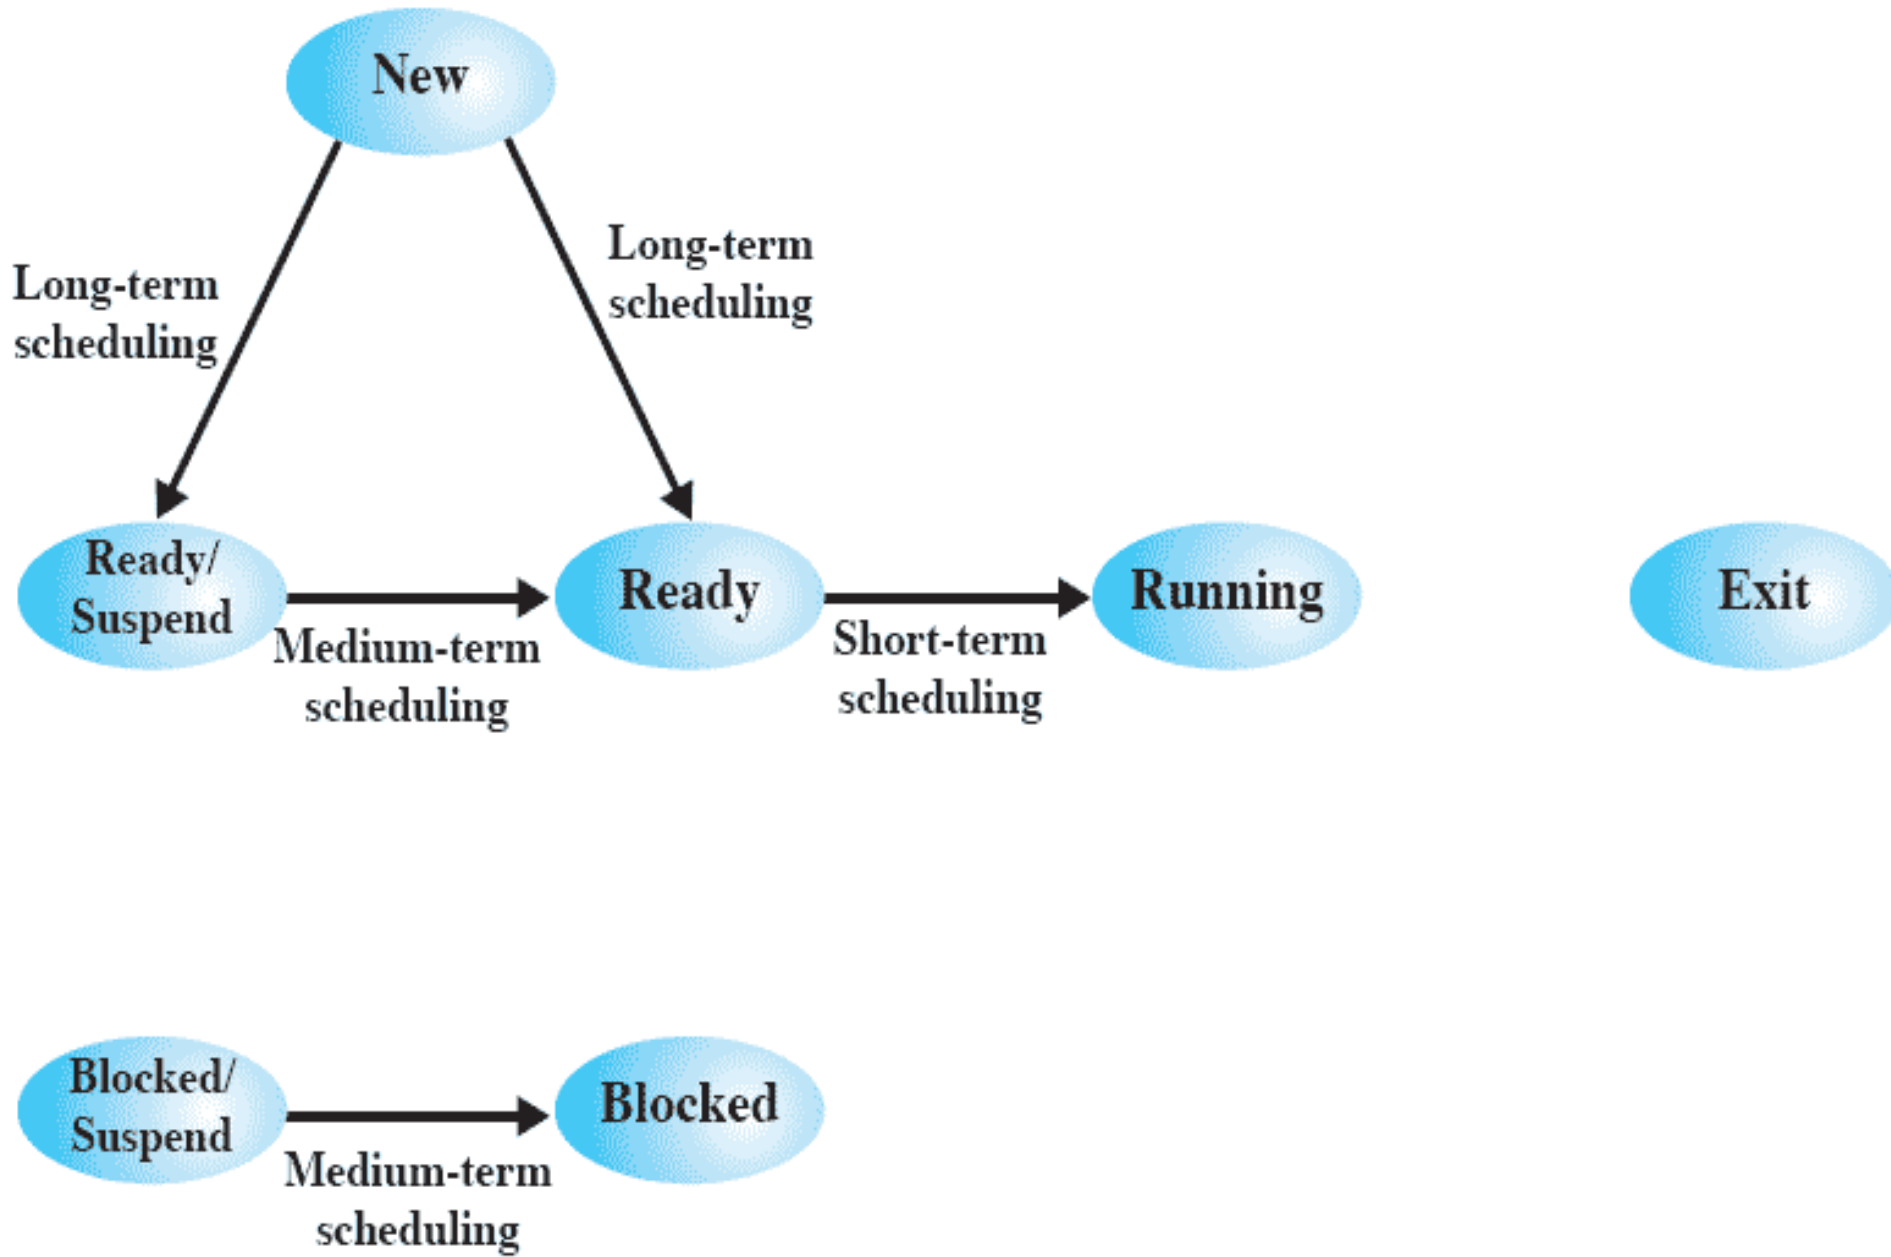 New
Long-term
scheduling
Long-term
scheduling
Ready/
Suspend
Medium-term
scheduling
Ready
Short-term
scheduling
Running
Exit
Blocked/
Suspend
Medium-term
scheduling
Blocked